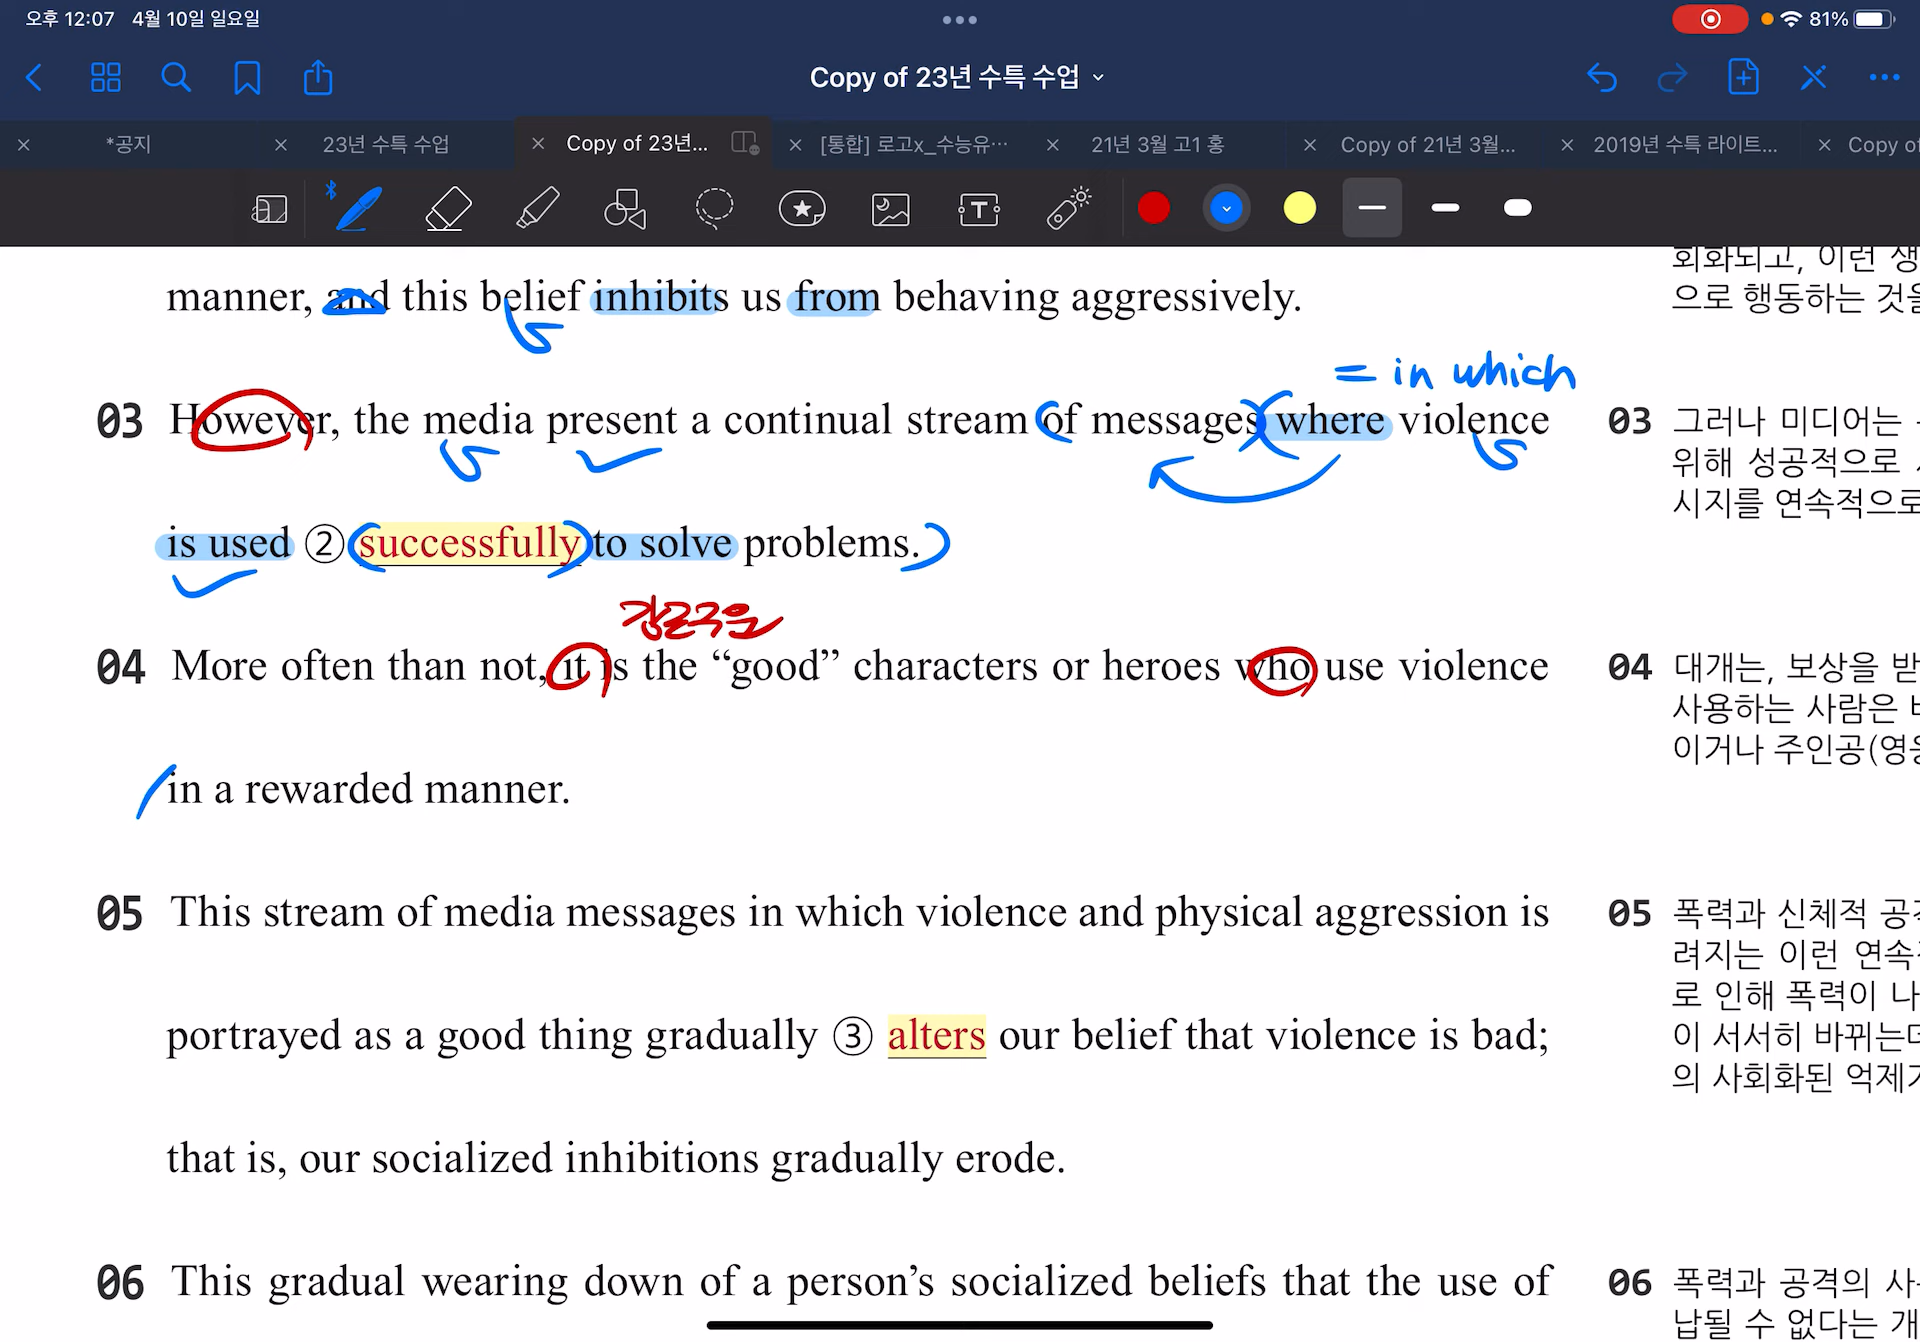 오후 12:07 4월 10일 일요일
81%
Copy of 23년 수특 수업
*공지
23년 수특 수업
Copy of 23년...
[통합] 로고x_수능유...
21년 3월 고1 홍
Copy of 21년 3월...
2019년 수특 라이트...
Copy of
manner, and this belief inhibits us from behaving aggressively.
회화되고, 이런 생
으로 행동하는 것을
= in which
03 However, the media present a continual stream of messages where violence
is used ② successfully to solve problems.
03 그러나 미디어는
위해 성공적으로
시지를 연속적으로
강조구문
04 More often than not, it is the “good” characters or heroes who use violence
in a rewarded manner.
04 대개는, 보상을 받
사용하는 사람은
이거나 주인공(영웅
05 This stream of media messages in which violence and physical aggression is
portrayed as a good thing gradually ③ alters our belief that violence is bad;
that is, our socialized inhibitions gradually erode.
05 폭력과 신체적 공격
려지는 이런 연속
로 인해 폭력이 나
이 서서히 바뀌는데
의 사회화된 억제
06 This gradual wearing down of a person’s socialized beliefs that the use of
06 폭력과 공격의 사
납될 수 없다는 개